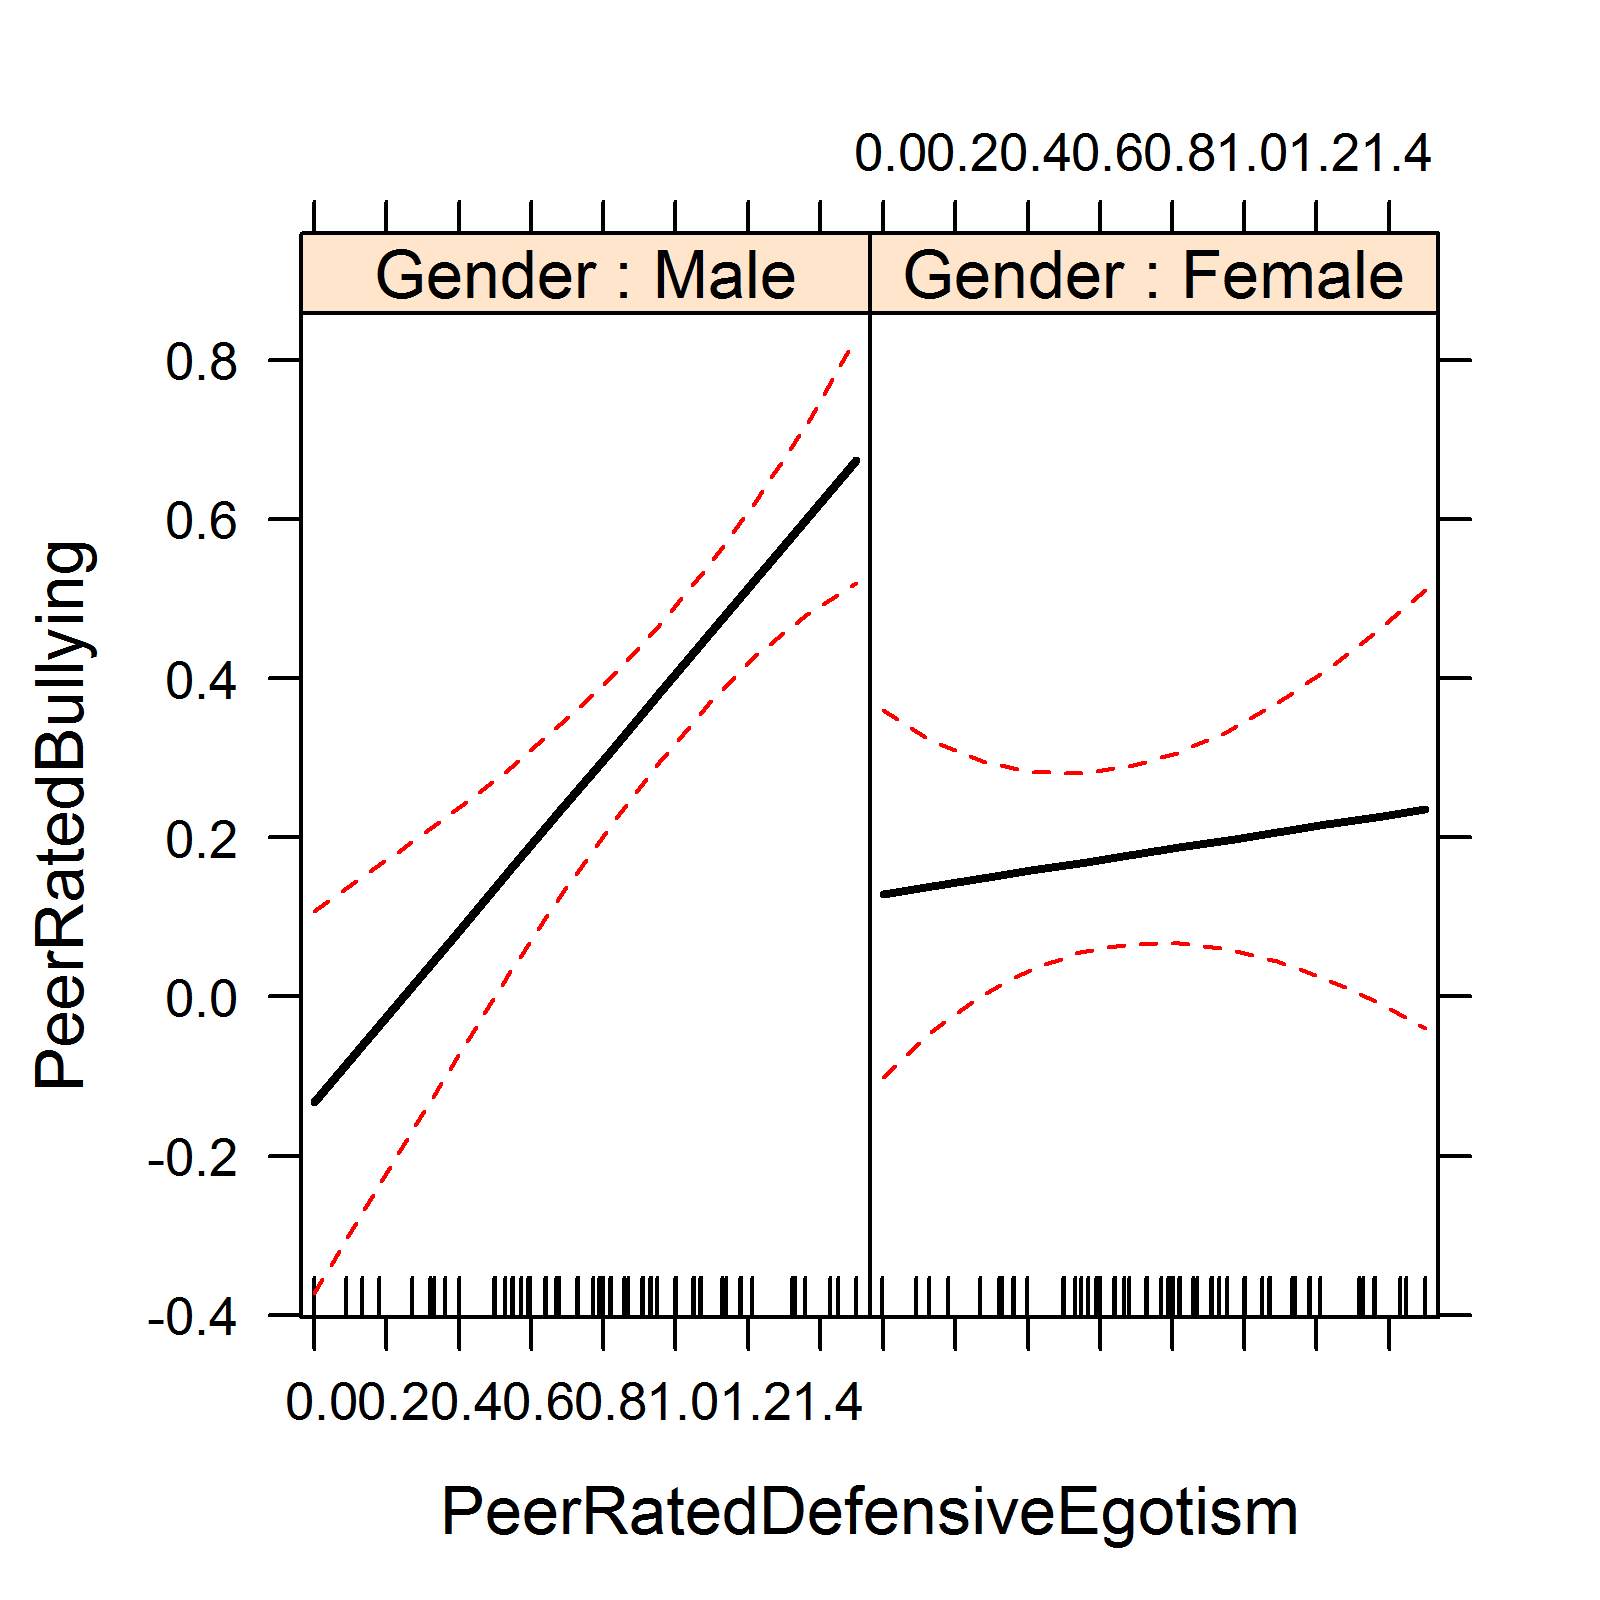 0.00.20.40.60.81.01.21.4
Gender : Male
Gender : Female
0.8
0.6
0.4
0.2
0.0
-0.2
-0.4
PeerRatedBullying
0.00.20.40.60.81.01.21.4
PeerRatedDefensiveEgotism